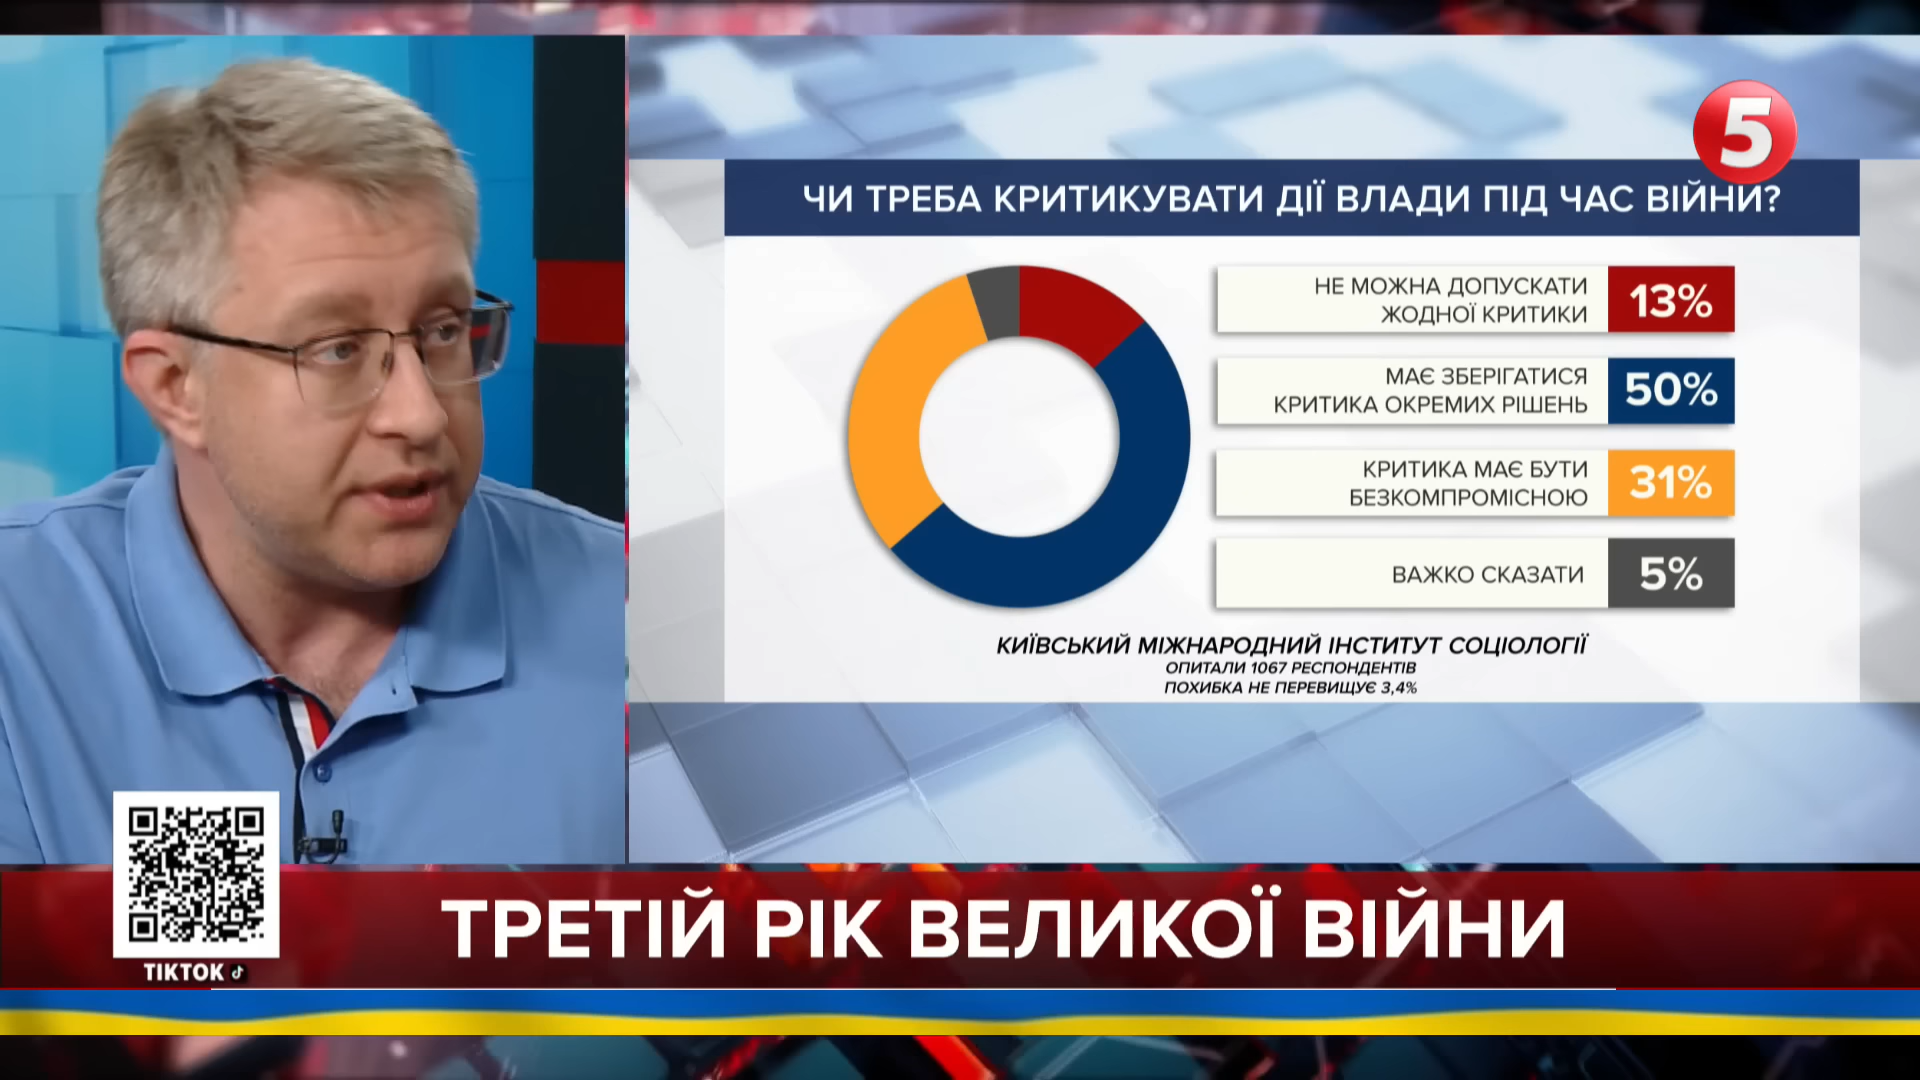 5
ЧИ ТРЕБА КРИТИКУВАТИ ДІЇ ВЛАДИ ПІД ЧАС ВІЙНИ?
НЕ МОЖНА ДОПУСКАТИ
ЖОДНОЇ КРИТИКИ
13%
МАЄ ЗБЕРІГАТИСЯ
КРИТИКА ОКРЕМИХ РІШЕНЬ
50%
КРИТИКА МАЄ БУТИ
БЕЗКОМПРОМІСНОЮ
31%
ВАЖКО СКАЗАТИ
5%
КИЇВСЬКИЙ МІЖНАРОДНИЙ ІНСТИТУТ СОЦІОЛОГІЇ
ОПИТАЛИ 1067 РЕСПОНДЕНТІВ
ПОХИБКА НЕ ПЕРЕВИЩУЄ 3,4%
ТРЕТІЙ РІК ВЕЛИКОЇ ВІЙНИ
TIKTOK